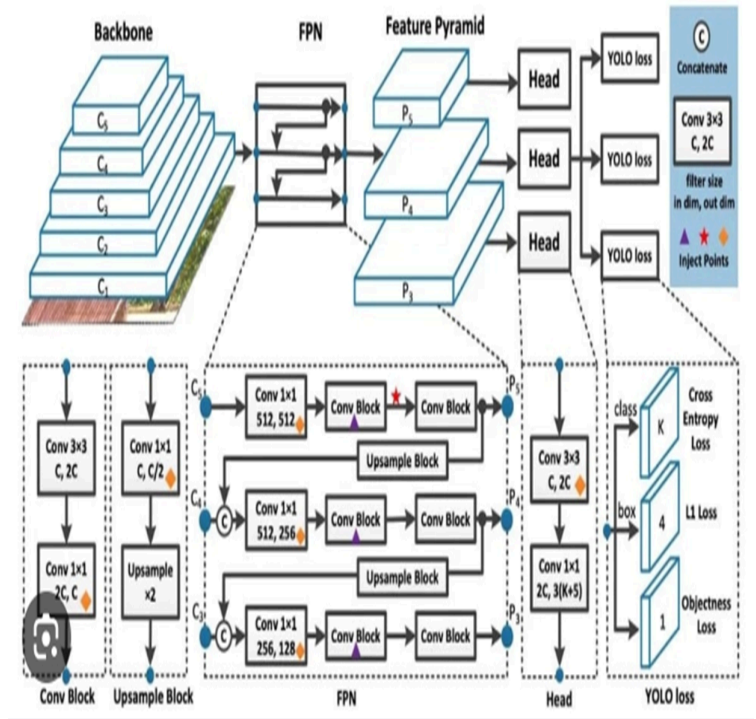 Backbone
FPN
Feature Pyramid
C5
C4
C3
C2
C1
P5
P4
P3
Head
Head
Head
YOLO loss
YOLO loss
YOLO loss
C
Concatenate
Conv 3×3
C, 2C
filter size
in dim, out dim
Inject Points
Conv 3×3
C, 2C
Conv 1×1
2C, C
Conv Block
Conv 1×1
C, C/2
Upsample
×2
Upsample Block
C5
Conv 1×1
512, 512
Conv Block
Conv Block
P5
Upsample Block
C4
C
Conv 1×1
512, 256
Conv Block
Conv Block
P4
Upsample Block
C3
C
Conv 1×1
256, 128
Conv Block
Conv Block
P3
FPN
Conv 3×3
C, 2C
Conv 1×1
2C, 3(K+5)
Head
class
K
Cross
Entropy
Loss
box
4
L1 Loss
1
Objectness
Loss
YOLO loss